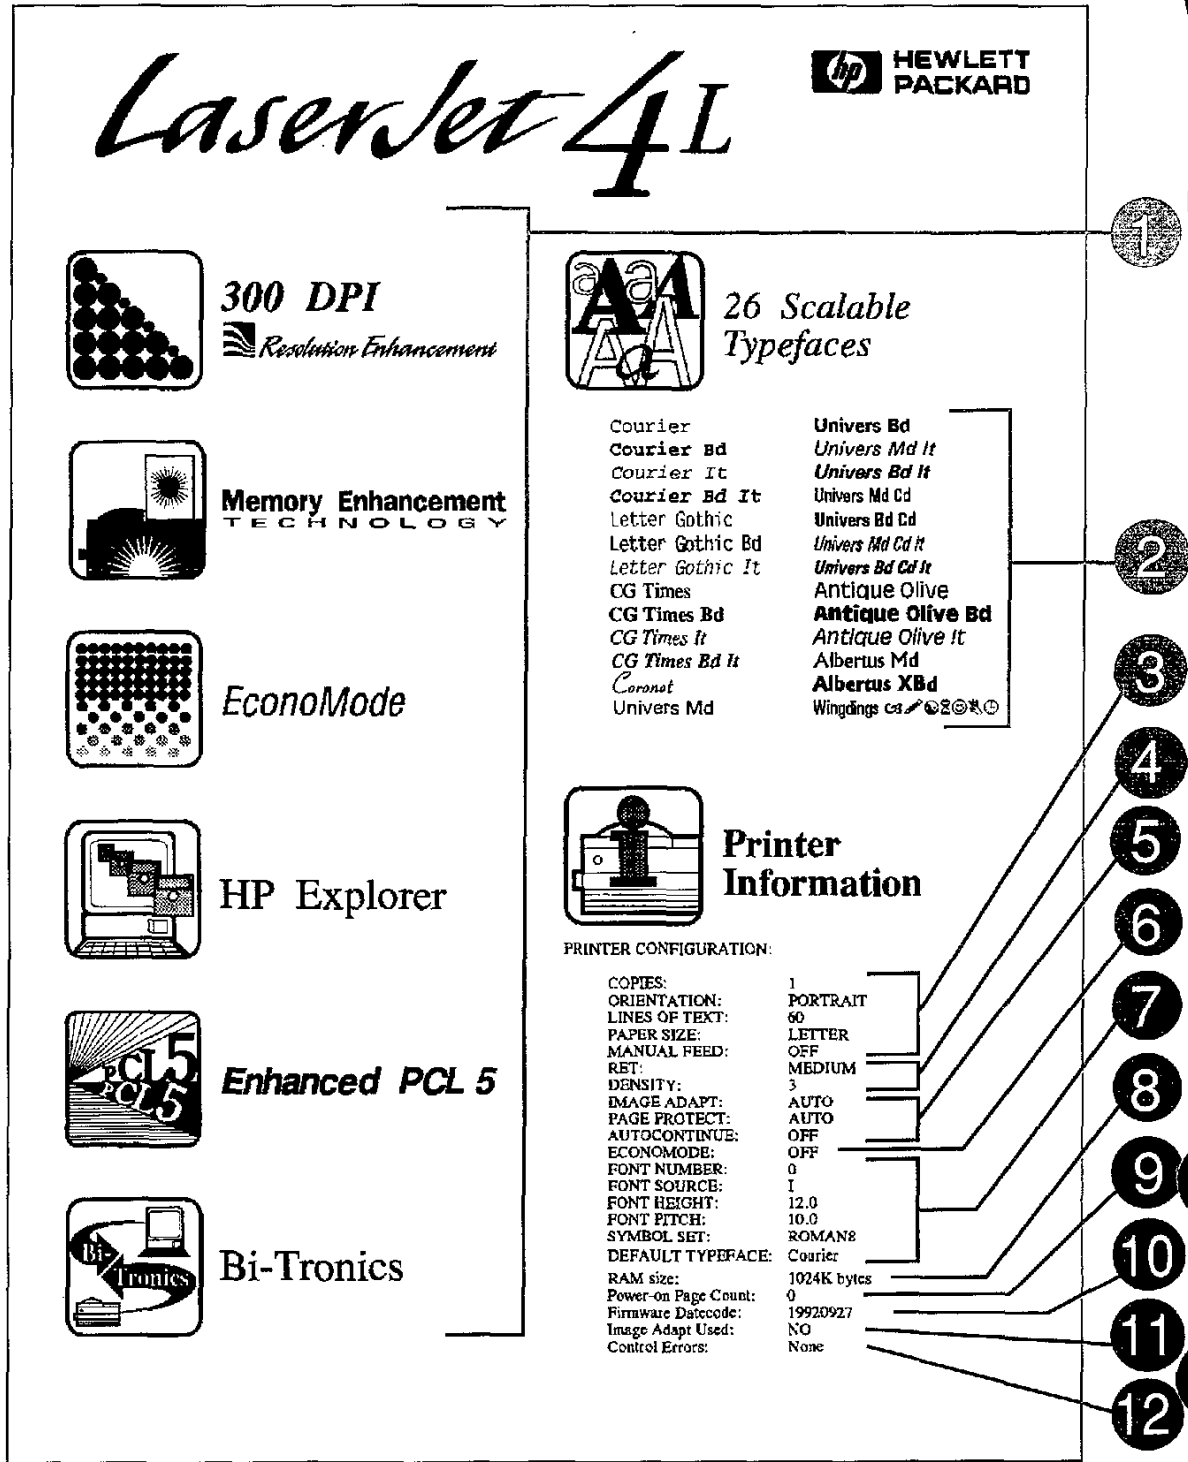 LaserJet 4L
HEWLETT
PACKARD
hp
1
300 DPI
Resolution Enhancement
Memory Enhancement
TECHNOLOGY
EconoMode
HP Explorer
PCL 5
PCL 5
Enhanced PCL 5
Bi-
Tronics
Bi-Tronics
26 Scalable
Typefaces
Courier
Courier Bd
Courier It
Courier Bd It
Letter Gothic
Letter Gothic Bd
Letter Gothic It
CG Times
CG Times Bd
CG Times It
CG Times Bd It
Coronet
Univers Md
Univers Bd
Univers Md It
Univers Bd It
Univers Md Cd
Univers Bd Cd
Univers Md Cd It
Univers Bd Cd It
Antique Olive
Antique Olive Bd
Antique Olive It
Albertus Md
Albertus XBd
Wingdings
2
Printer
Information
PRINTER CONFIGURATION:
COPIES: 1
ORIENTATION: PORTRAIT
LINES OF TEXT: 60
PAPER SIZE: LETTER
MANUAL FEED: OFF
RET: MEDIUM
DENSITY: 3
IMAGE ADAPT: AUTO
PAGE PROTECT: AUTO
AUTOCONTINUE: OFF
ECONOMODE: OFF
FONT NUMBER: 0
FONT SOURCE: I
FONT HEIGHT: 12.0
FONT PITCH: 10.0
SYMBOL SET: ROMAN8
DEFAULT TYPEFACE: Courier
RAM size: 1024K bytes
Power-on Page Count: 0
Firmware Datecode: 19920927
Image Adapt Used: NO
Control Errors: None
3
4
5
6
7
8
9
10
11
12